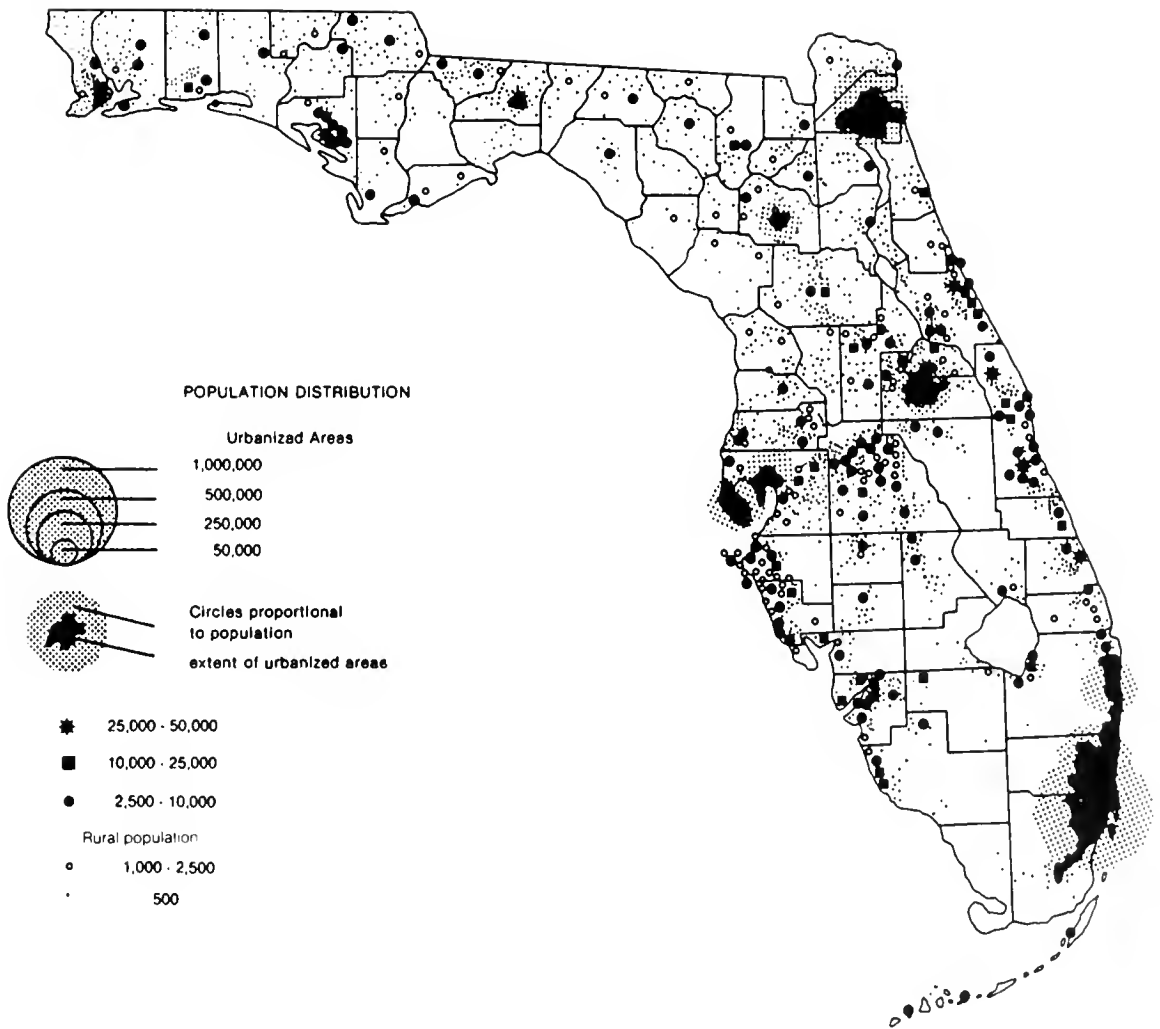 POPULATION DISTRIBUTION
Urbanizad Areas
1,000,000
500,000
250,000
50,000
Circles proportional
to population
extent of urbanized areas
25,000 - 50,000
10,000 - 25,000
2,500 - 10,000
Rural population
1,000 - 2,500
500